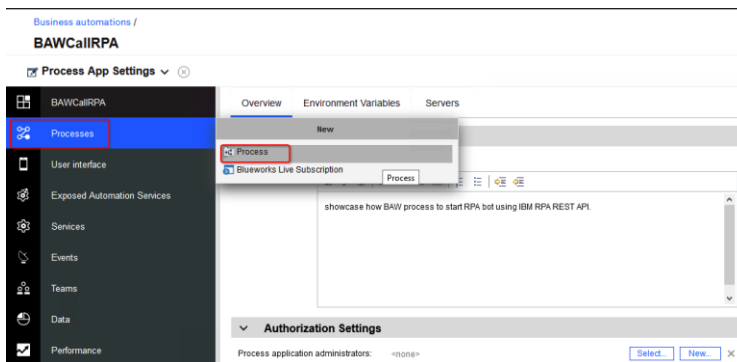 Business automations /
BAWCallRPA
Process App Settings
BAWCallRPA
Processes
User interface
Exposed Automation Services
Services
Events
Teams
Data
Performance
Overview Environment Variables Servers
New
Process
Blueworks Live Subscription
Process
showcase how BAW process to start RPA bot using IBM RPA REST API.
Authorization Settings
Process application administrators: <none> Select... New...